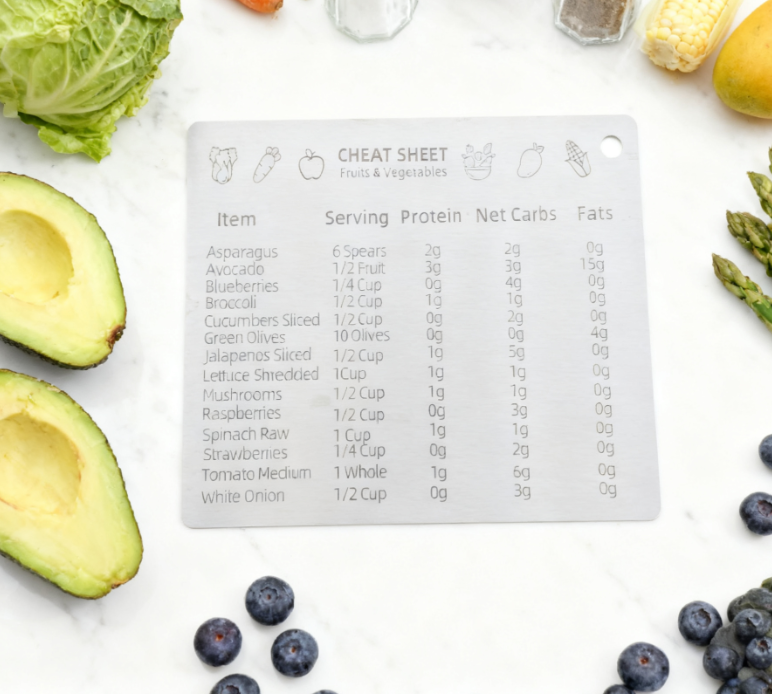 CHEAT SHEET
Fruits & Vegetables
Item Serving Protein Net Carbs Fats
Asparagus 6 Spears 2g 2g 0g
Avocado 1/2 Fruit 3g 3g 15g
Blueberries 1/4 Cup 0g 4g 0g
Broccoli 1/2 Cup 1g 1g 0g
Cucumbers Sliced 1/2 Cup 0g 2g 0g
Green Olives 10 Olives 0g 0g 4g
Jalapenos Sliced 1/2 Cup 1g 5g 0g
Lettuce Shredded 1Cup 1g 1g 0g
Mushrooms 1/2 Cup 1g 1g 0g
Raspberries 1/2 Cup 0g 3g 0g
Spinach Raw 1 Cup 1g 1g 0g
Strawberries 1/4 Cup 0g 2g 0g
Tomato Medium 1 Whole 1g 6g 0g
White Onion 1/2 Cup 0g 3g 0g